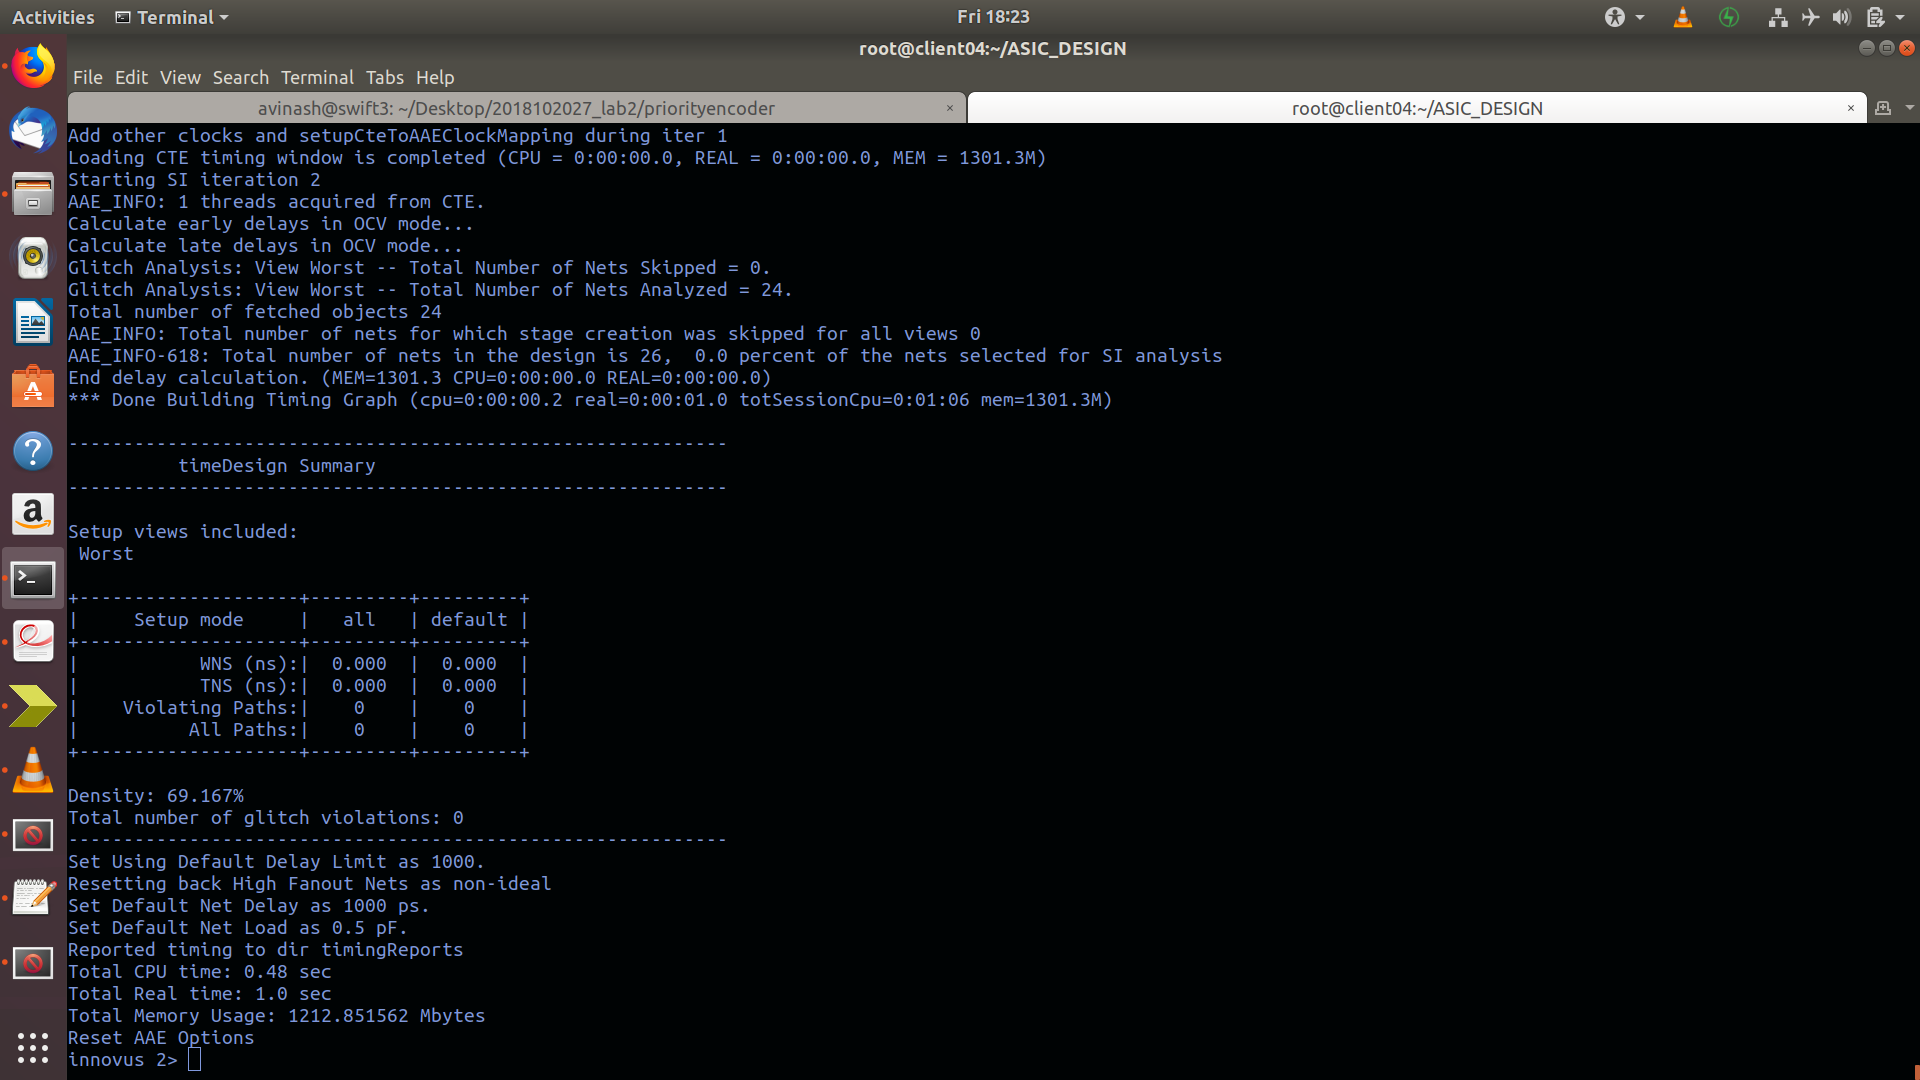 Activities Terminal Fri 18:23
root@client04:~/ASIC_DESIGN
File Edit View Search Terminal Tabs Help
avinash@swift3: ~/Desktop/2018102027_lab2/priorityencoder × root@client04:~/ASIC_DESIGN ×
Add other clocks and setupCteToAAEClockMapping during iter 1
Loading CTE timing window is completed (CPU = 0:00:00.0, REAL = 0:00:00.0, MEM = 1301.3M)
Starting SI iteration 2
AAE_INFO: 1 threads acquired from CTE.
Calculate early delays in OCV mode...
Calculate late delays in OCV mode...
Glitch Analysis: View Worst -- Total Number of Nets Skipped = 0.
Glitch Analysis: View Worst -- Total Number of Nets Analyzed = 24.
Total number of fetched objects 24
AAE_INFO: Total number of nets for which stage creation was skipped for all views 0
AAE_INFO-618: Total number of nets in the design is 26,  0.0 percent of the nets selected for SI analysis
End delay calculation. (MEM=1301.3 CPU=0:00:00.0 REAL=0:00:00.0)
*** Done Building Timing Graph (cpu=0:00:00.2 real=0:00:01.0 totSessionCpu=0:01:06 mem=1301.3M)
------------------------------------------------------------
          timeDesign Summary
------------------------------------------------------------
Setup views included:
 Worst
+--------------------+---------+---------+
|     Setup mode     |   all   | default |
+--------------------+---------+---------+
|           WNS (ns):|  0.000  |  0.000  |
|           TNS (ns):|  0.000  |  0.000  |
|    Violating Paths:|    0    |    0    |
|          All Paths:|    0    |    0    |
+--------------------+---------+---------+
Density: 69.167%
Total number of glitch violations: 0
------------------------------------------------------------
Set Using Default Delay Limit as 1000.
Resetting back High Fanout Nets as non-ideal
Set Default Net Delay as 1000 ps.
Set Default Net Load as 0.5 pF.
Reported timing to dir timingReports
Total CPU time: 0.48 sec
Total Real time: 1.0 sec
Total Memory Usage: 1212.851562 Mbytes
Reset AAE Options
innovus 2>